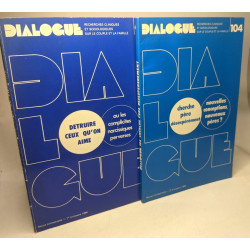 DIALOGUE
RECHERCHES CLINIQUES
ET SOCIOLOGIQUES
SUR LE COUPLE ET LA FAMILLE
DIA
LO
GUE
DETRUIRE
CEUX QU'ON
AIME
ou les
complicités
narcissiques
perverses
DIALOGUE
RECHERCHES CLINIQUES
ET SOCIOLOGIQUES
SUR LE COUPLE ET LA FAMILLE
104
DIA
LO
GUE
cherche
père
désespérément
nouvelles
conceptions,
nouveaux
pères ?